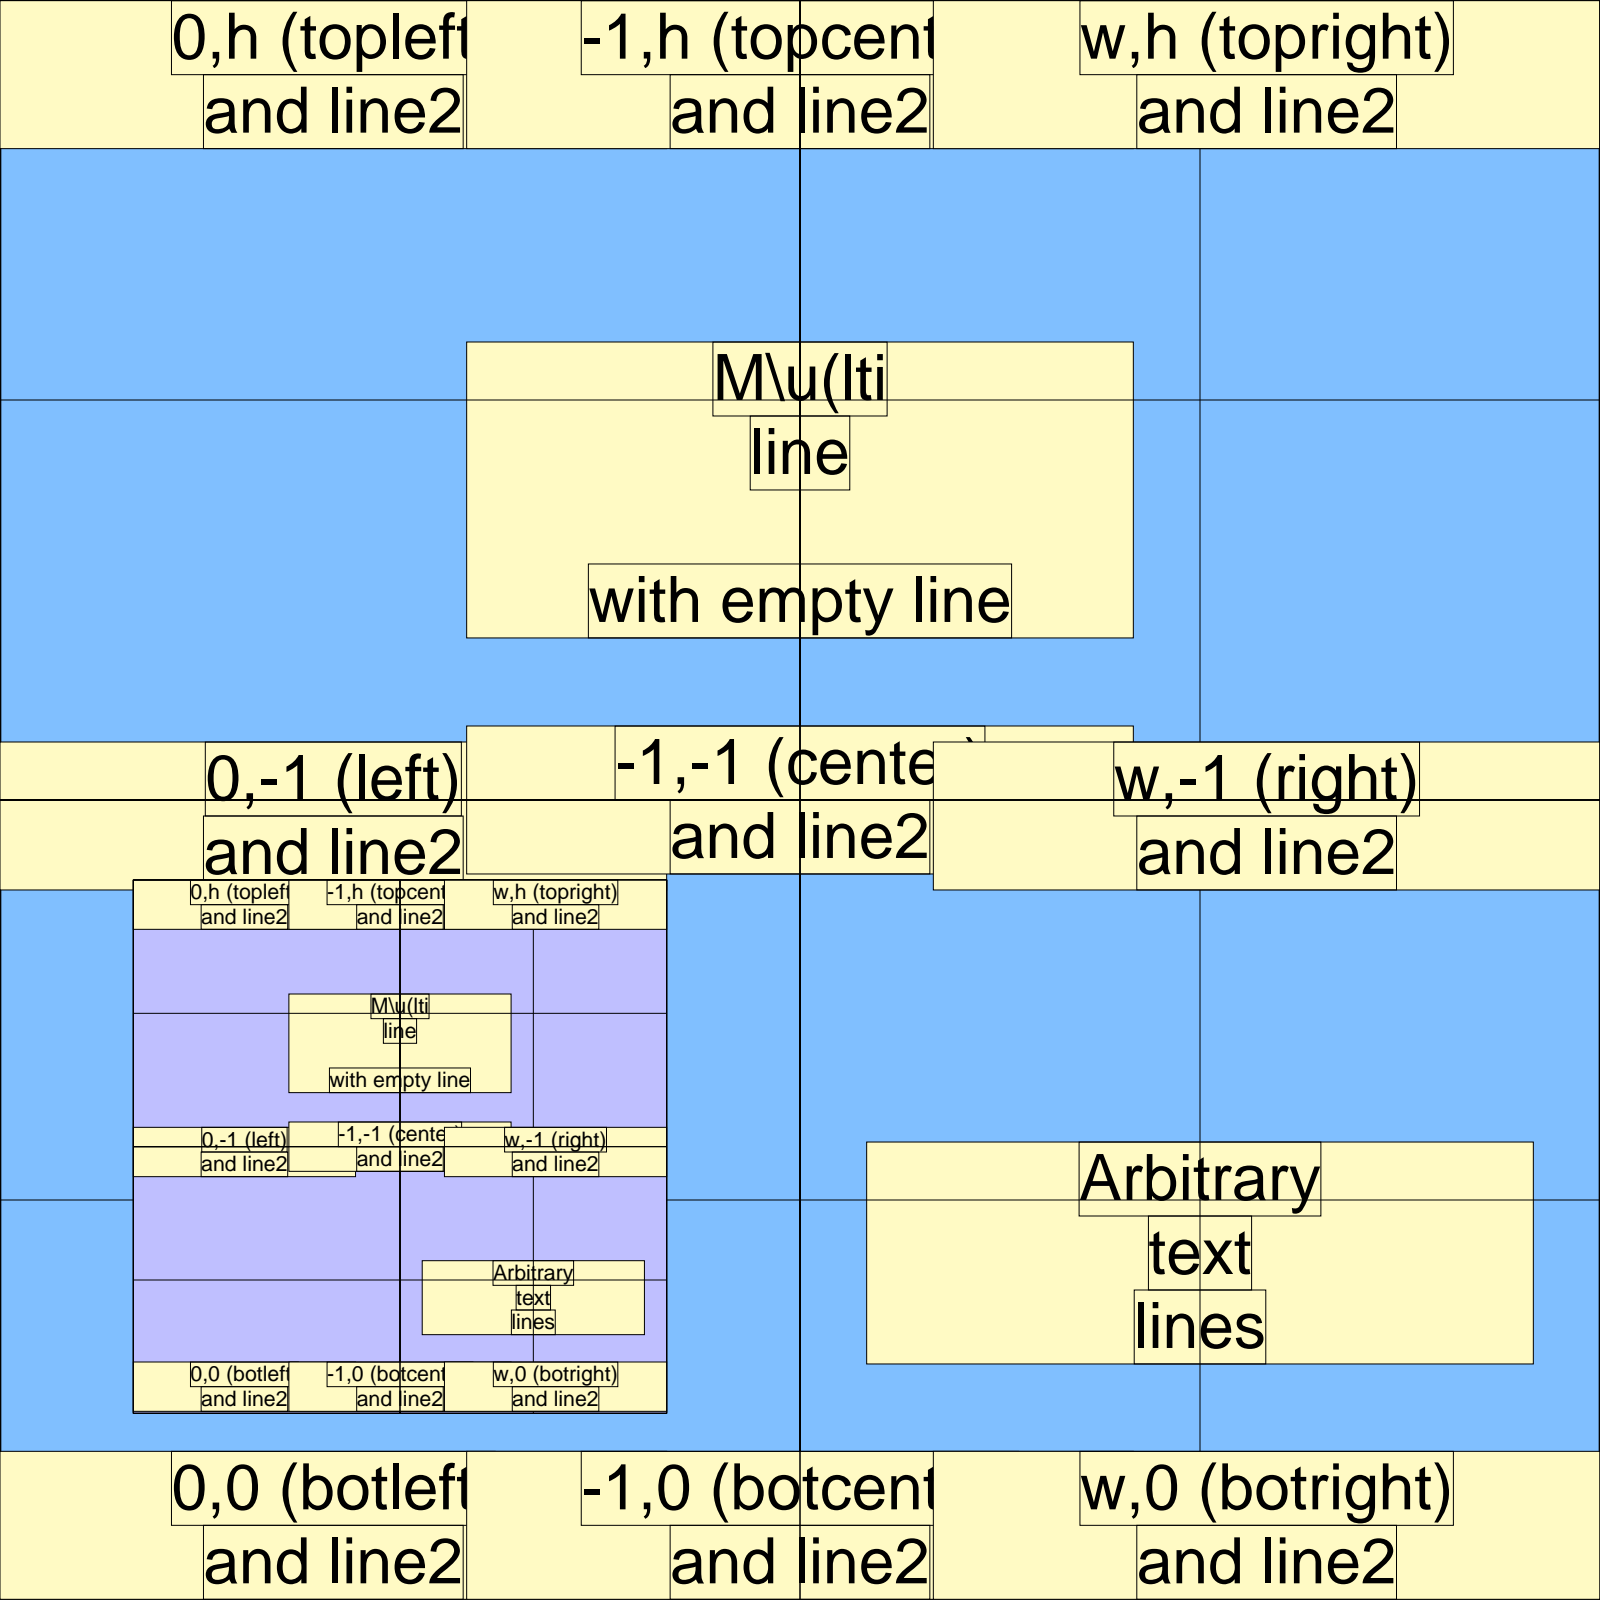 0,h (topleft
and line2
-1,h (topcent
and line2
w,h (topright)
and line2
M\u(lti
line
with empty line
0,-1 (left)
and line2
-1,-1 (cente
and line2
w,-1 (right)
and line2
0,h (topleft
and line2
-1,h (topcent
and line2
w,h (topright)
and line2
M\u(lti
line
with empty line
0,-1 (left)
and line2
-1,-1 (cente
and line2
w,-1 (right)
and line2
Arbitrary
text
lines
0,0 (botleft
and line2
-1,0 (botcent
and line2
w,0 (botright)
and line2
Arbitrary
text
lines
0,0 (botleft
and line2
-1,0 (botcent
and line2
w,0 (botright)
and line2